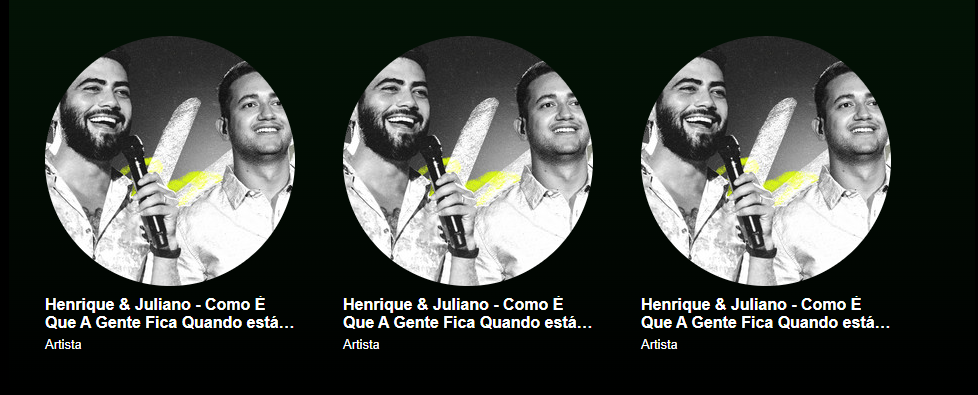 Henrique & Juliano - Como É
Que A Gente Fica Quando está…
Artista
Henrique & Juliano - Como É
Que A Gente Fica Quando está…
Artista
Henrique & Juliano - Como É
Que A Gente Fica Quando está…
Artista